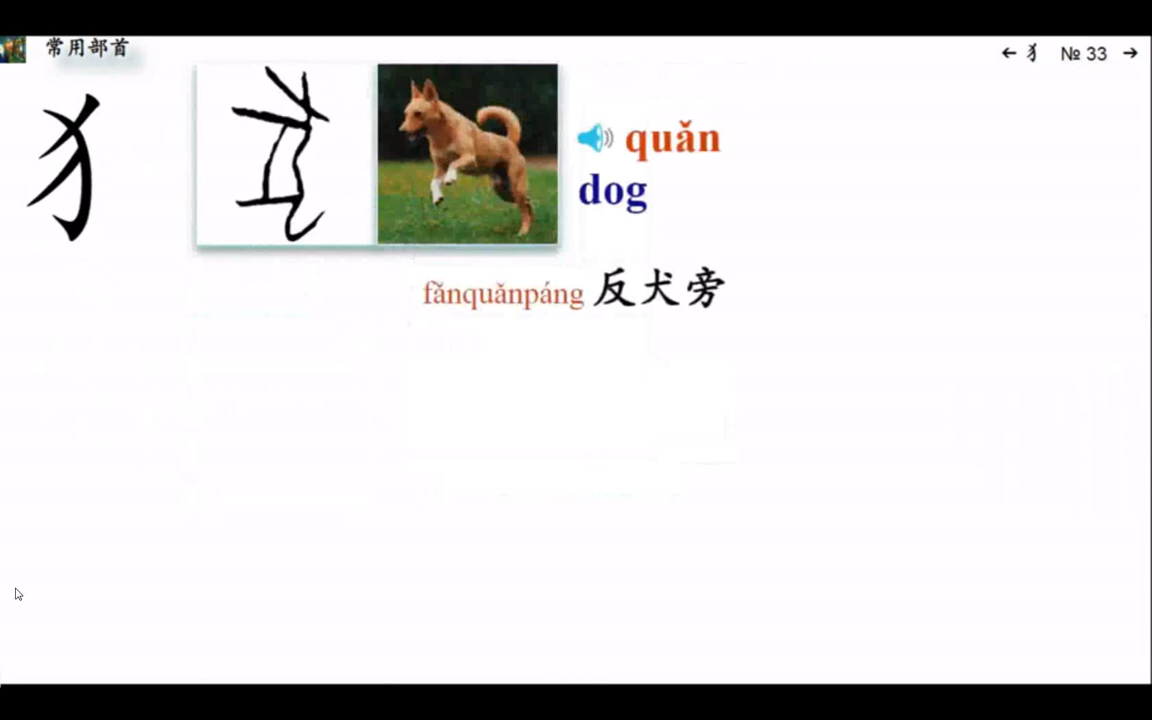 常用部首
← 犭 № 33 →
犭
quǎn
dog
fǎnquǎnpáng 反犬旁